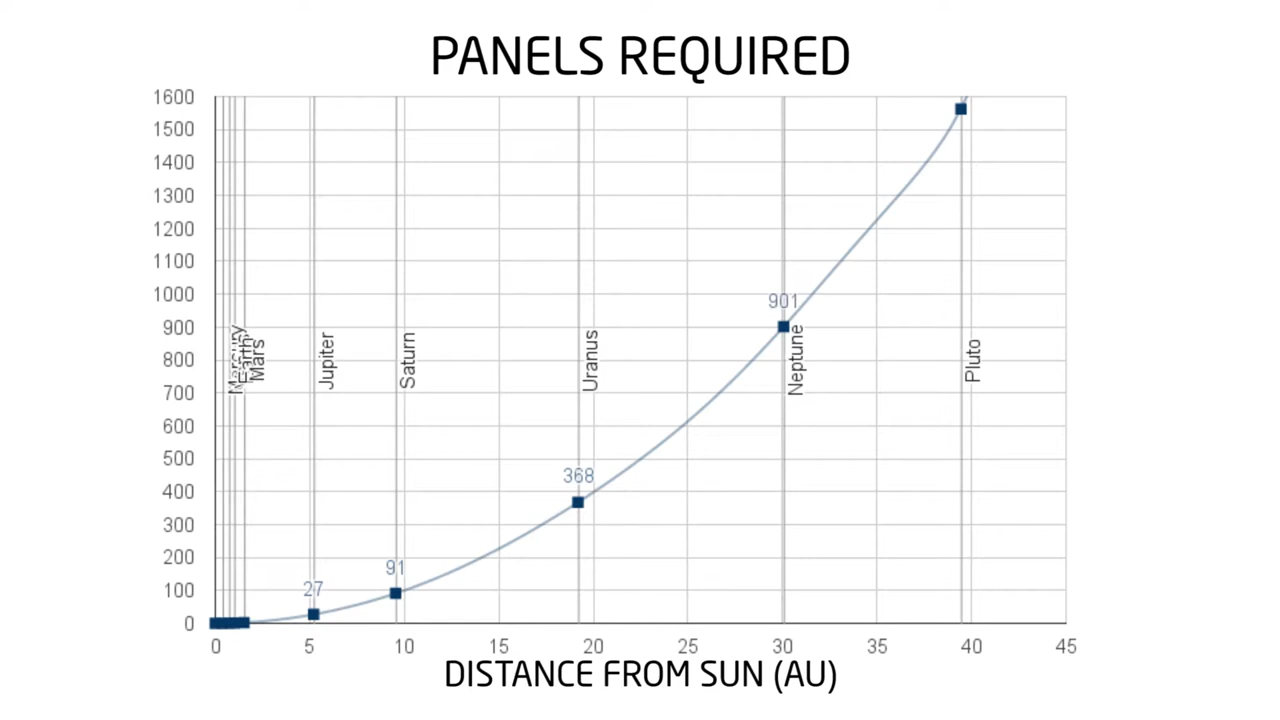 PANELS REQUIRED
1600
1500
1400
1300
1200
1100
1000
900
800
700
600
500
400
300
200
100
0
901
368
91
27
Mars
Jupiter
Saturn
Uranus
Neptune
Pluto
0 5 10 15 20 25 30 35 40 45
DISTANCE FROM SUN (AU)